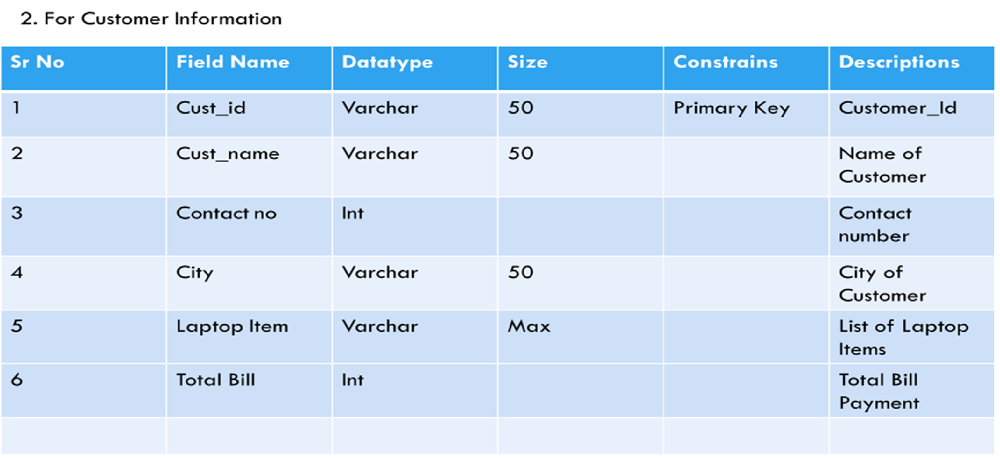 2. For Customer Information
Sr No Field Name Datatype Size Constrains Descriptions
1 Cust_id Varchar 50 Primary Key Customer_Id
2 Cust_name Varchar 50 Name of
Customer
3 Contact no Int Contact
number
4 City Varchar 50 City of
Customer
5 Laptop Item Varchar Max List of Laptop
Items
6 Total Bill Int Total Bill
Payment